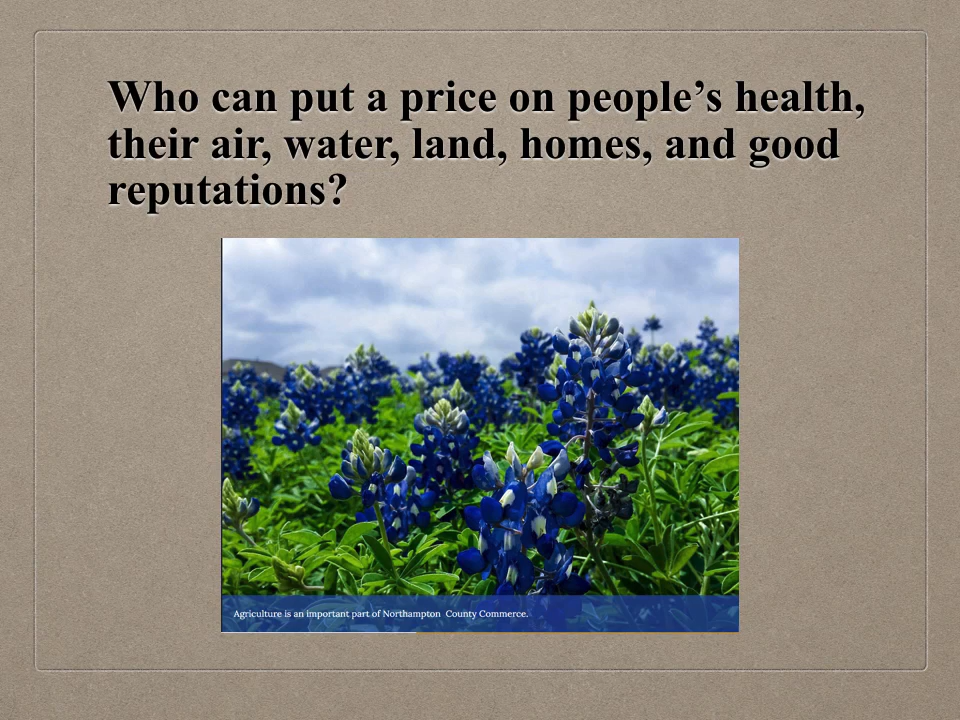 Who can put a price on people’s health,
their air, water, land, homes, and good
reputations?
Agriculture is an important part of Northampton  County Commerce.